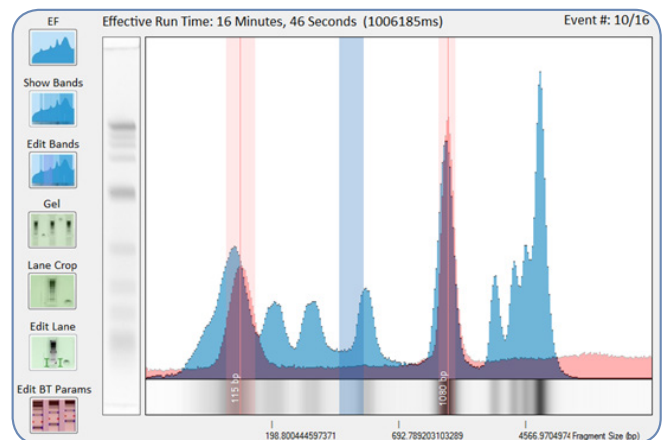 EF
Effective Run Time: 16 Minutes, 46 Seconds (1006185ms)
Event #: 10/16
Show Bands
Edit Bands
Gel
Lane Crop
Edit Lane
Edit BT Params
115 bp
1080 bp
198.800444597371
692.789203103289
4566.9704974 Fragment Size (bp)